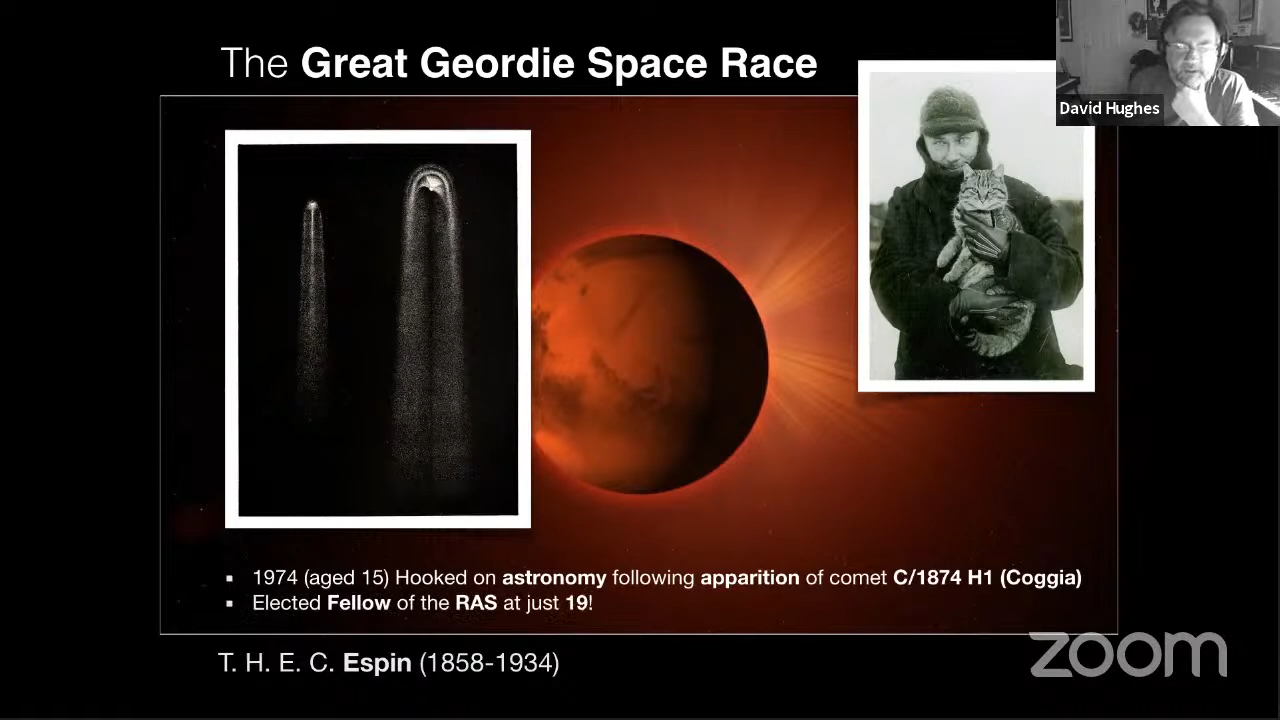 The Great Geordie Space Race
David Hughes
▪ 1974 (aged 15) Hooked on astronomy following apparition of comet C/1874 H1 (Coggia)
▪ Elected Fellow of the RAS at just 19!
T. H. E. C. Espin (1858-1934)
zoom